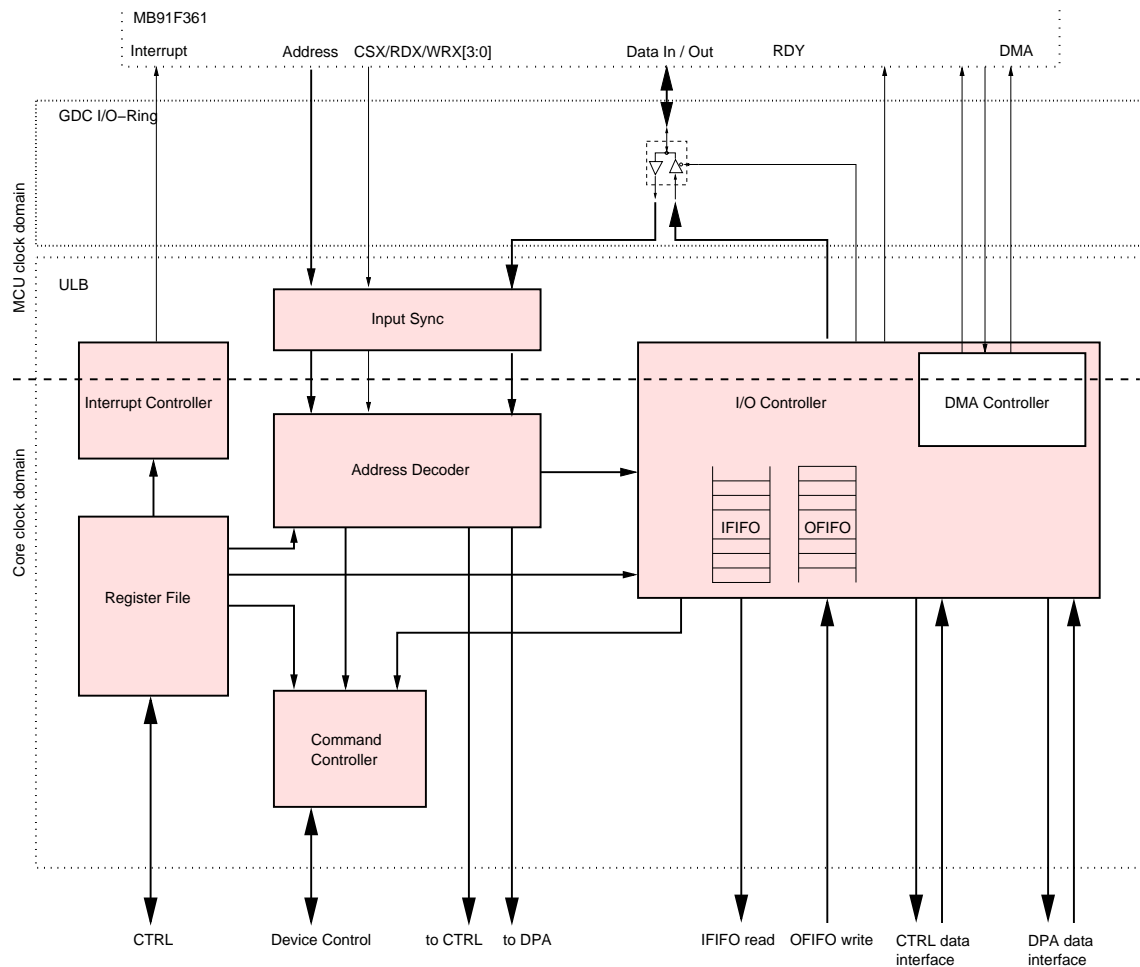 MB91F361
Interrupt
Address
CSX/RDX/WRX[3:0]
Data In / Out
RDY
DMA
GDC I/O−Ring
MCU clock domain
ULB
Input Sync
Interrupt Controller
I/O Controller
DMA Controller
Address Decoder
Core clock domain
IFIFO
OFIFO
Register File
Command
Controller
CTRL
Device Control
to CTRL
to DPA
IFIFO read
OFIFO write
CTRL data
interface
DPA data
interface